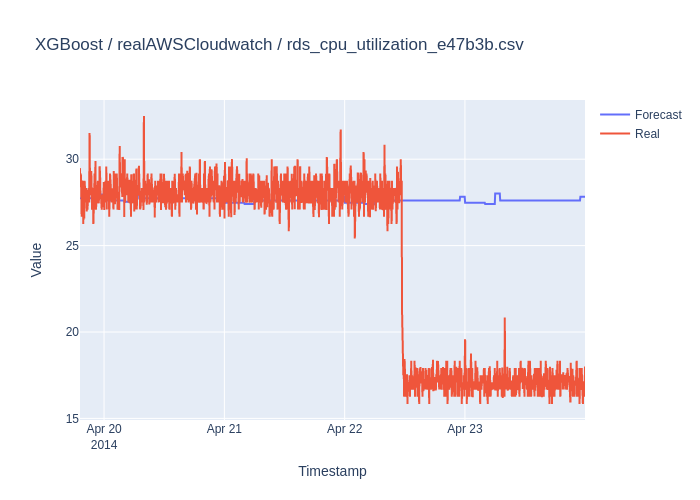 XGBoost / realAWSCloudwatch / rds_cpu_utilization_e47b3b.csv
Forecast
Real
30
25
20
15
Value
Apr 20
2014
Apr 21
Apr 22
Apr 23
Timestamp